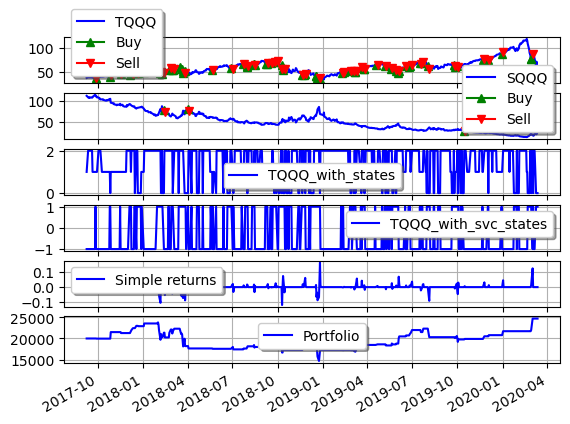 TQQQ
Buy
Sell
100
50
SQQQ
Buy
Sell
100
50
2
0
TQQQ_with_states
1
0
−1
TQQQ_with_svc_states
0.1
0.0
−0.1
Simple returns
25000
20000
15000
Portfolio
2017-10
2018-01
2018-04
2018-07
2018-10
2019-01
2019-04
2019-07
2019-10
2020-01
2020-04